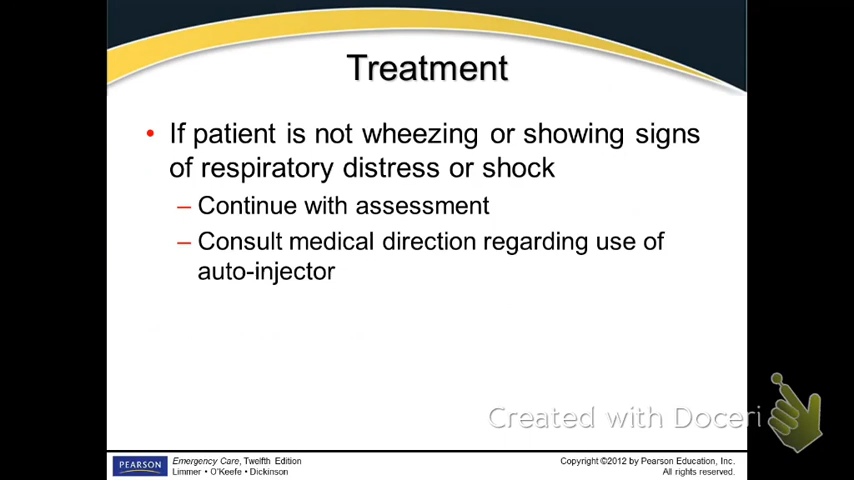 Treatment
• If patient is not wheezing or showing signs
of respiratory distress or shock
– Continue with assessment
– Consult medical direction regarding use of
auto-injector
Created with Doceri
PEARSON
Emergency Care, Twelfth Edition
Limmer • O'Keefe • Dickinson
Copyright ©2012 by Pearson Education, Inc.
All rights reserved.